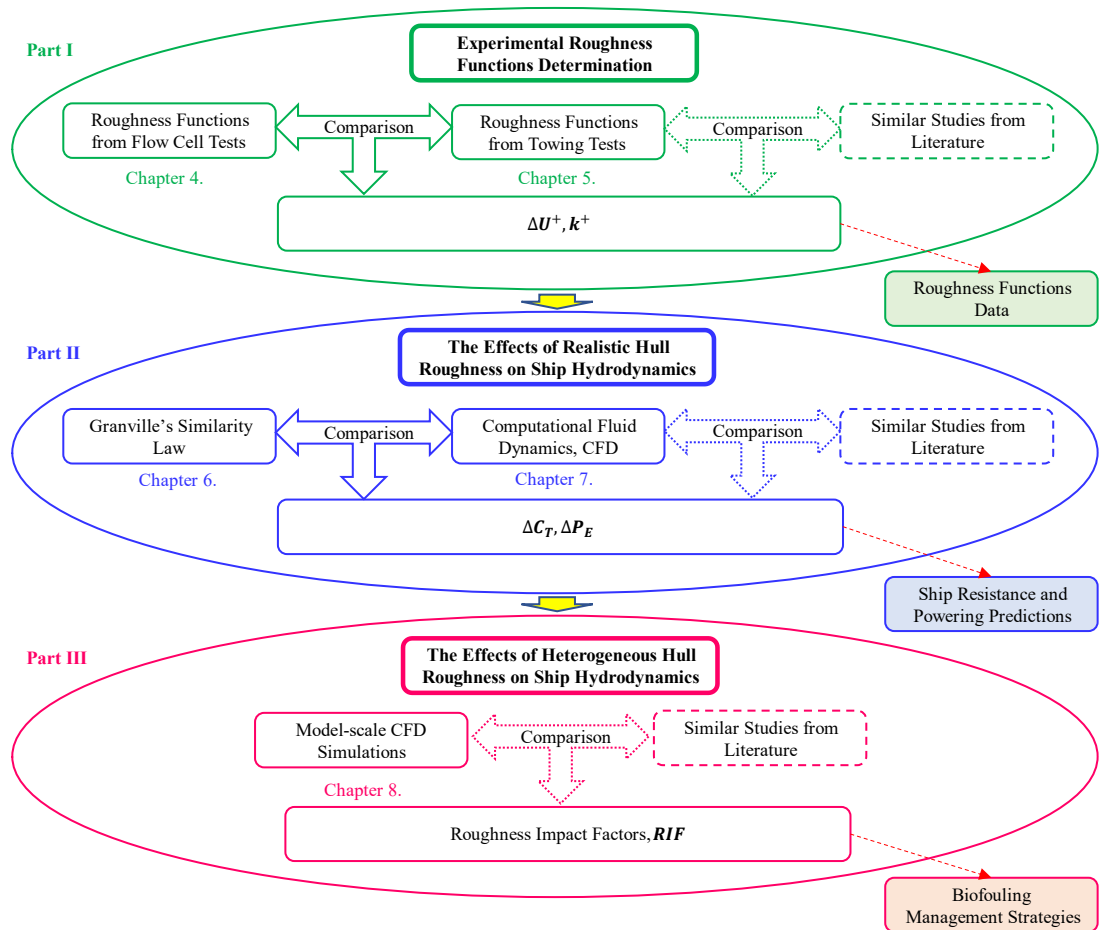 Part I
Experimental Roughness
Functions Determination
Roughness Functions
from Flow Cell Tests
Comparison
Roughness Functions
from Towing Tests
Comparison
Similar Studies from
Literature
Chapter 4.
Chapter 5.
ΔU⁺, k⁺
Roughness Functions
Data
Part II
The Effects of Realistic Hull
Roughness on Ship Hydrodynamics
Granville’s Similarity
Law
Comparison
Computational Fluid
Dynamics, CFD
Comparison
Similar Studies from
Literature
Chapter 6.
Chapter 7.
ΔC_T, ΔP_E
Ship Resistance and
Powering Predictions
Part III
The Effects of Heterogeneous Hull
Roughness on Ship Hydrodynamics
Model-scale CFD
Simulations
Comparison
Similar Studies from
Literature
Chapter 8.
Roughness Impact Factors, RIF
Biofouling
Management Strategies